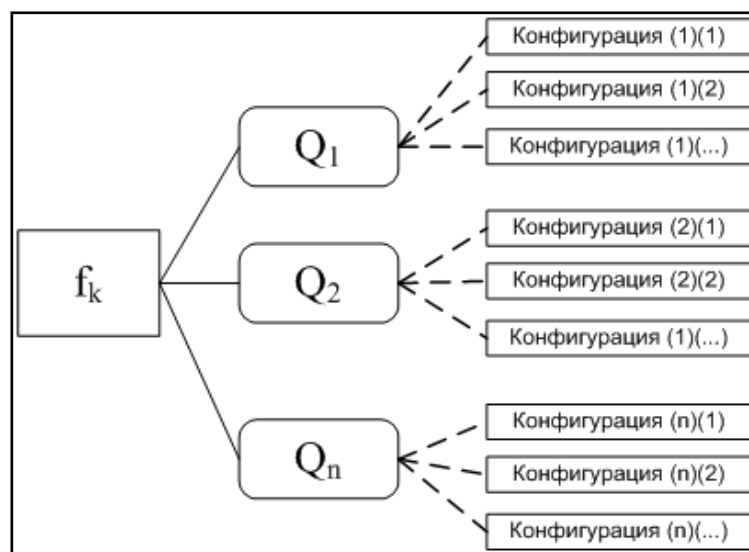 Конфигурация (1)(1)
Конфигурация (1)(2)
Q1
Конфигурация (1)(...)
Конфигурация (2)(1)
fk
Q2
Конфигурация (2)(2)
Конфигурация (1)(...)
Конфигурация (n)(1)
Qn
Конфигурация (n)(2)
Конфигурация (n)(...)